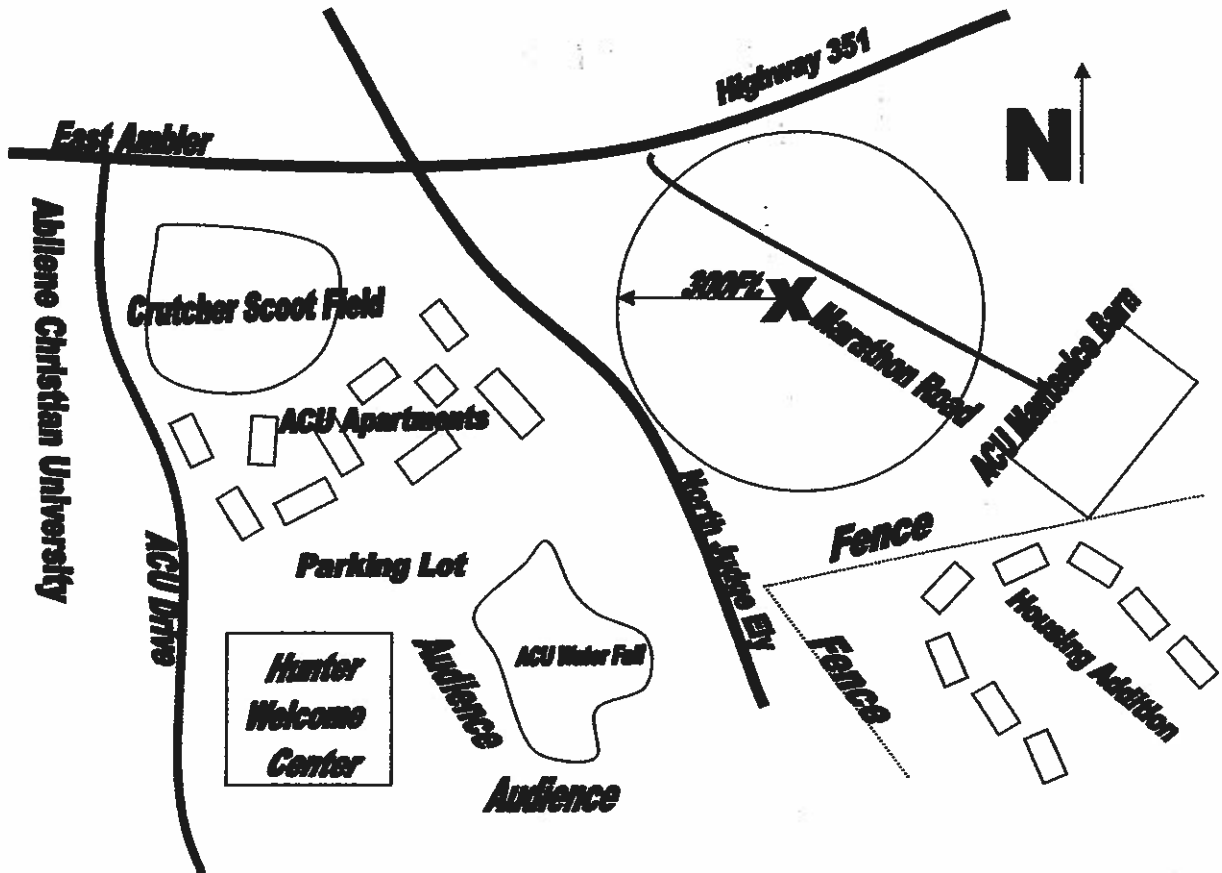 Highway 351
N
East Ambler
Abilene Christian University
300Ft
X
Crutcher Scoot Field
Marathon Road
ACU Mantenice Barn
ACU Apartments
North Judge Ely
Fence
ACU Drive
Parking Lot
Housing Addition
Fence
Audience
ACU Water Fall
Hunter
Welcome
Center
Audience